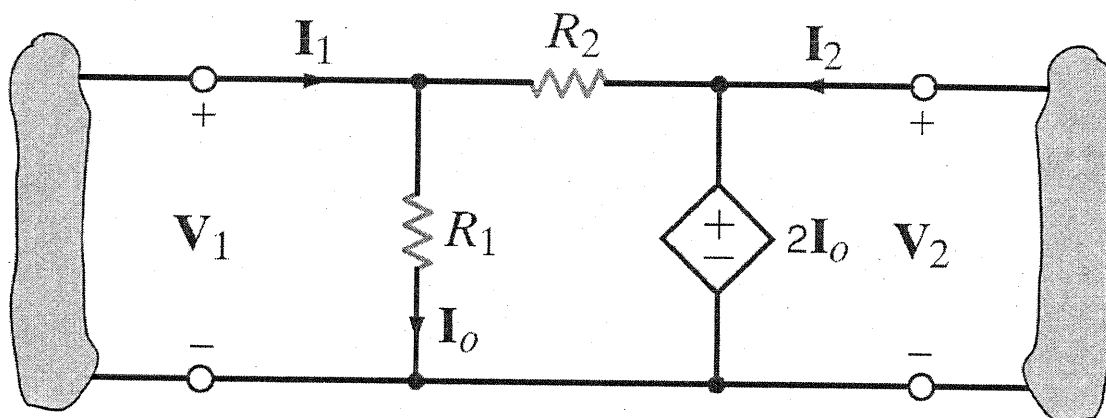 I₁ R₂ I₂
+ +
V₁ R₁ + − 2Iₒ V₂
Iₒ
− −